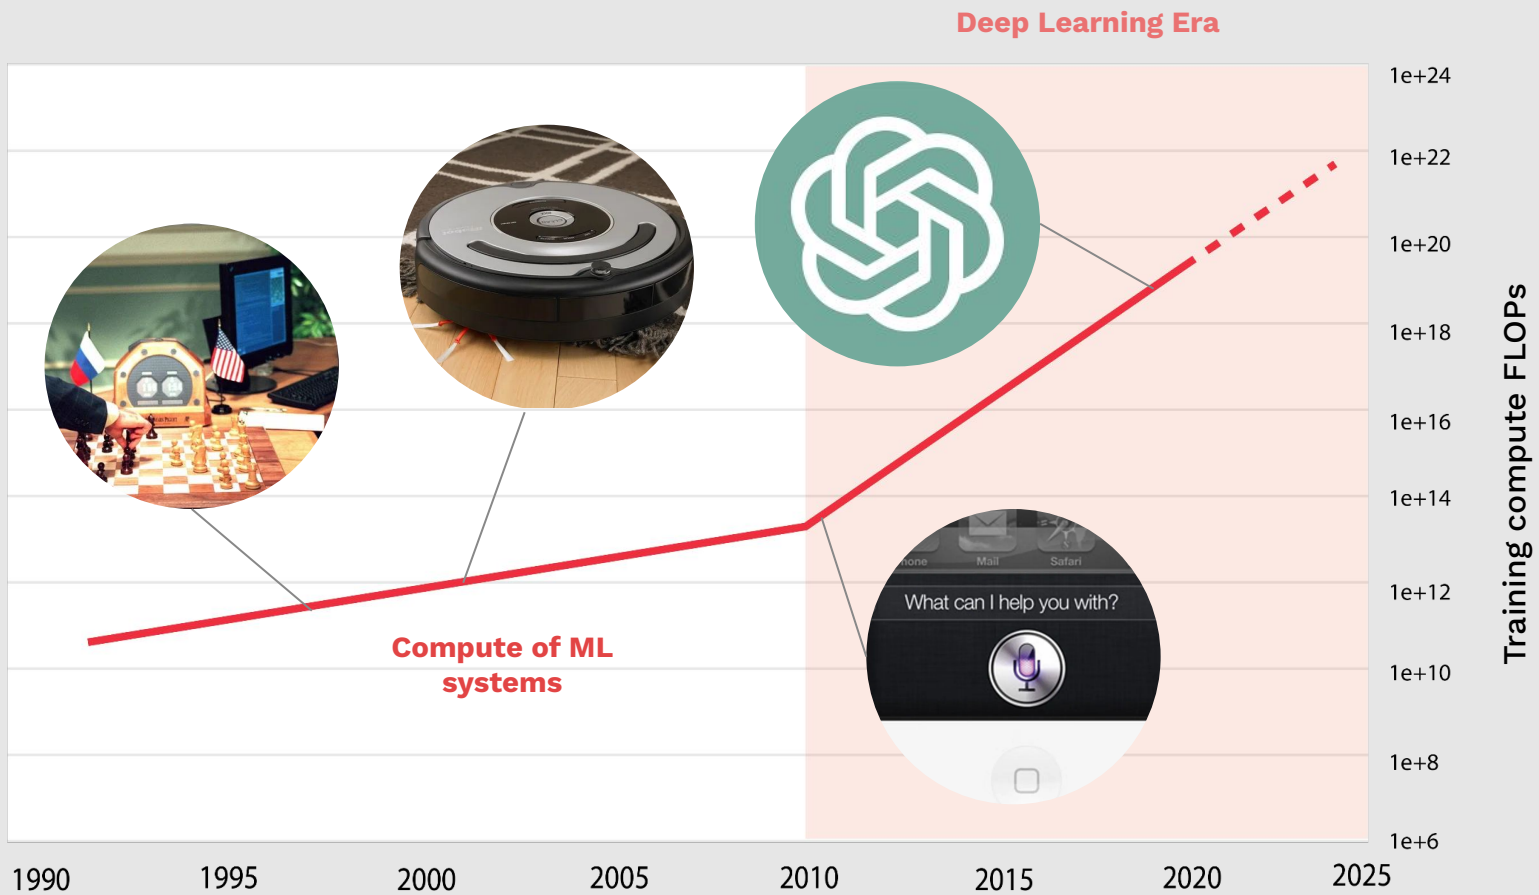 Deep Learning Era
1e+24
1e+22
1e+20
1e+18
1e+16
1e+14
1e+12
1e+10
1e+8
1e+6
Training compute FLOPs
Compute of ML
systems
Mail
Safari
What can I help you with?
1990
1995
2000
2005
2010
2015
2020
2025